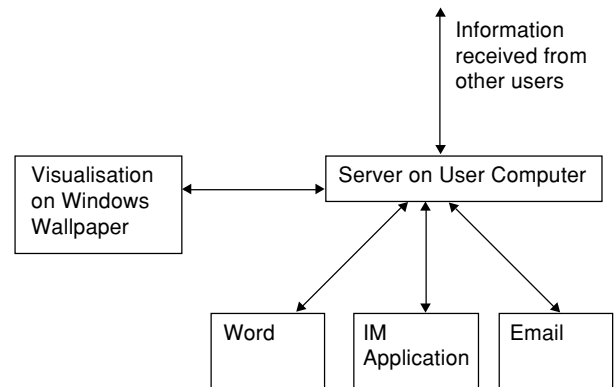 Information
received from
other users
Visualisation
on Windows
Wallpaper
Server on User Computer
Word
IM
Application
Email